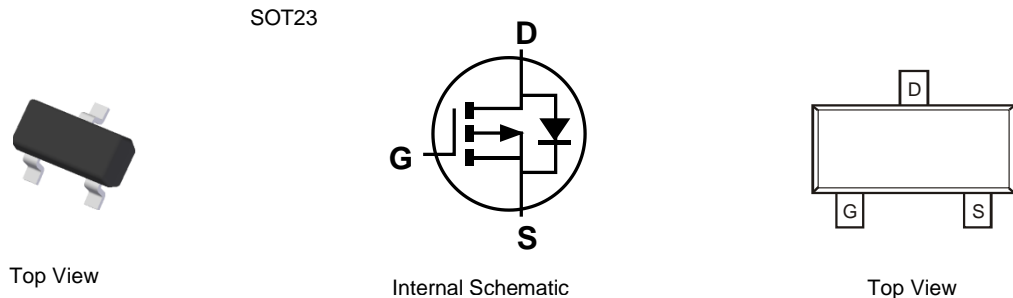 SOT23
D
G
S
D
G S
Top View
Internal Schematic
Top View